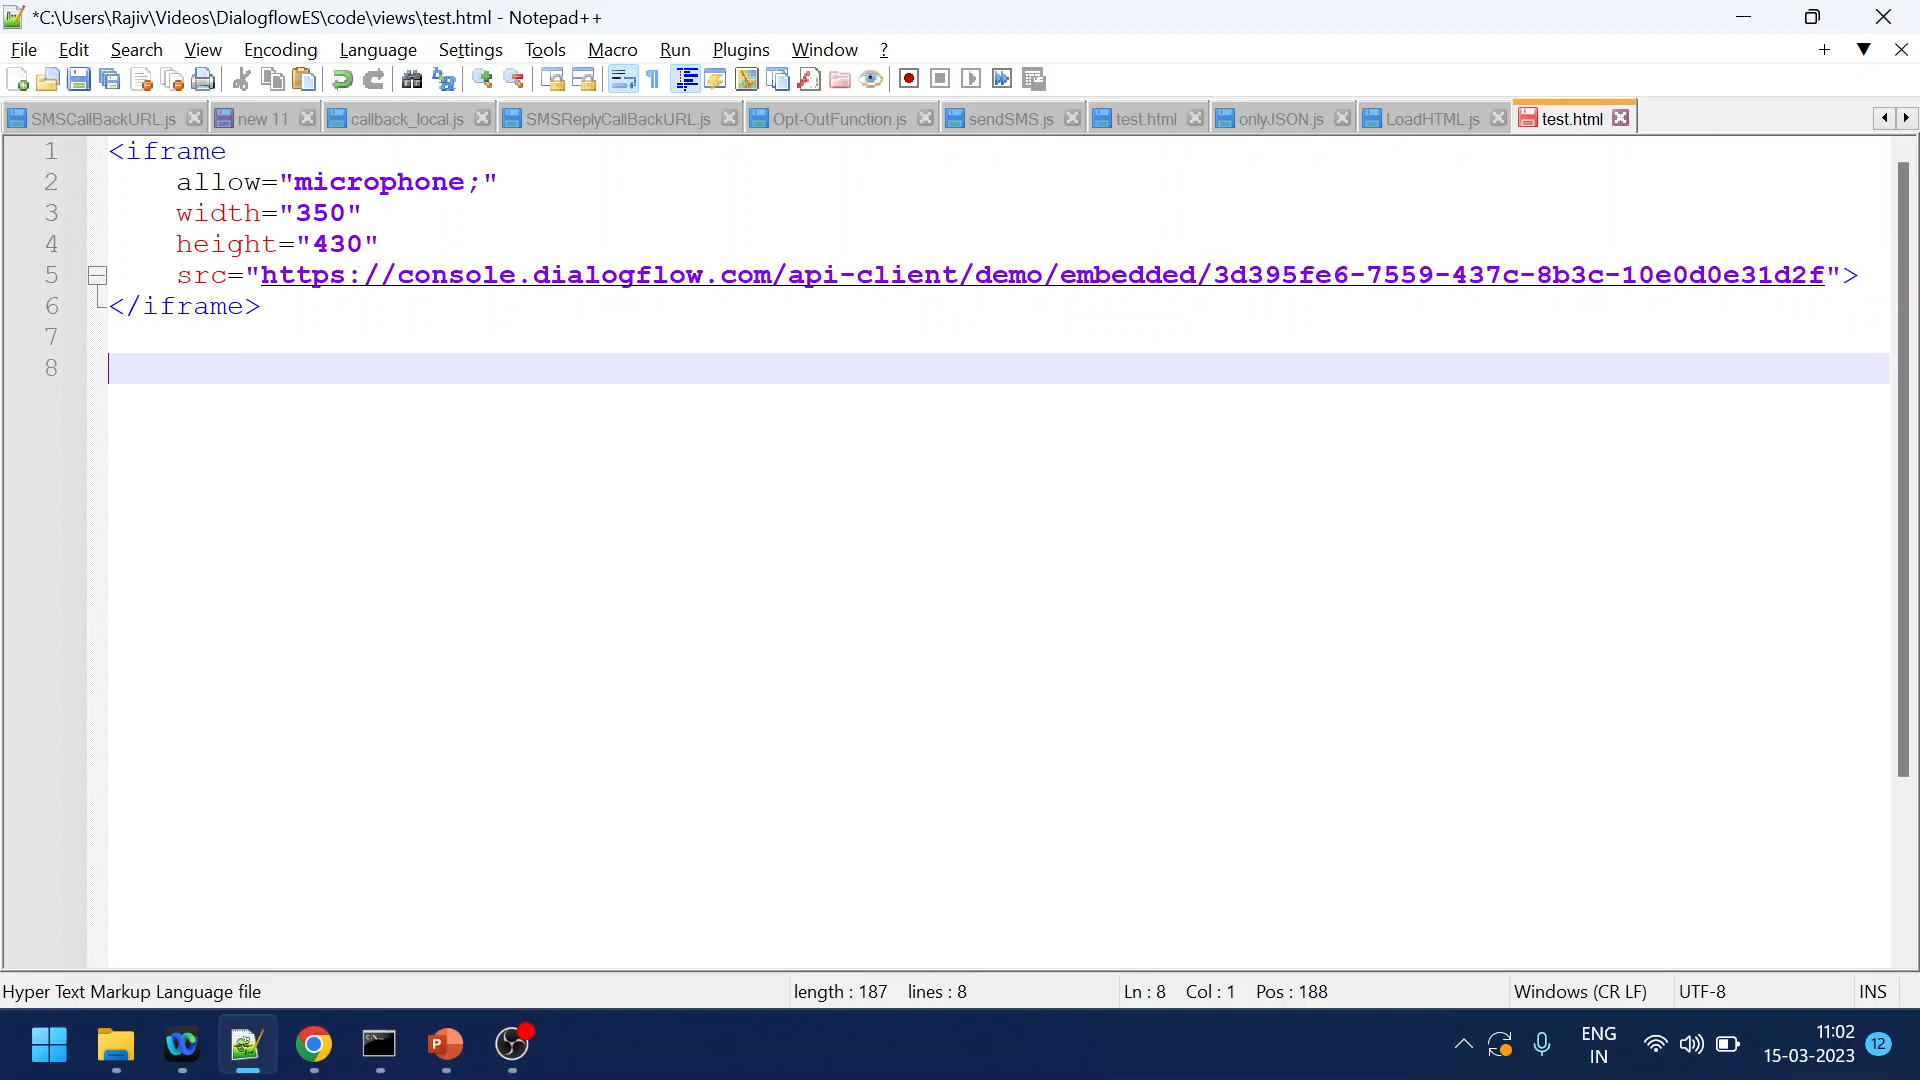 *C:\Users\Rajiv\Videos\DialogflowES\code\views\test.html - Notepad++
File Edit Search View Encoding Language Settings Tools Macro Run Plugins Window ?
SMSCallBackURL.js new 11 callback_local.js SMSReplyCallBackURL.js Opt-OutFunction.js sendSMS.js test.html onlyJSON.js LoadHTML.js test.html
1 <iframe
2 allow="microphone;"
3 width="350"
4 height="430"
5 src="https://console.dialogflow.com/api-client/demo/embedded/3d395fe6-7559-437c-8b3c-10e0d0e31d2f">
6 </iframe>
7
8
Hyper Text Markup Language file length : 187 lines : 8 Ln : 8 Col : 1 Pos : 188 Windows (CR LF) UTF-8 INS
ENG 11:02
IN 15-03-2023 12